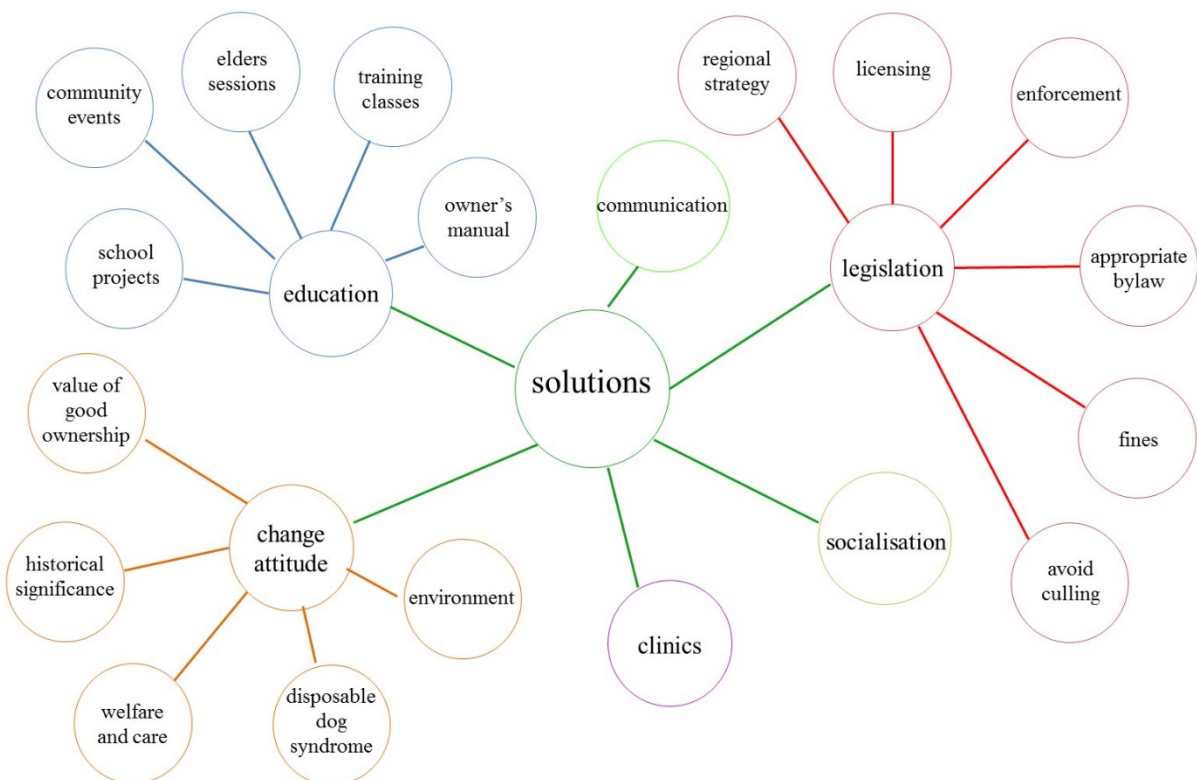 elders
sessions
training
classes
community
events
owner's
manual
school
projects
education
communication
regional
strategy
licensing
enforcement
legislation
appropriate
bylaw
fines
avoid
culling
solutions
value of
good
ownership
change
attitude
historical
significance
environment
welfare
and care
disposable
dog
syndrome
clinics
socialisation